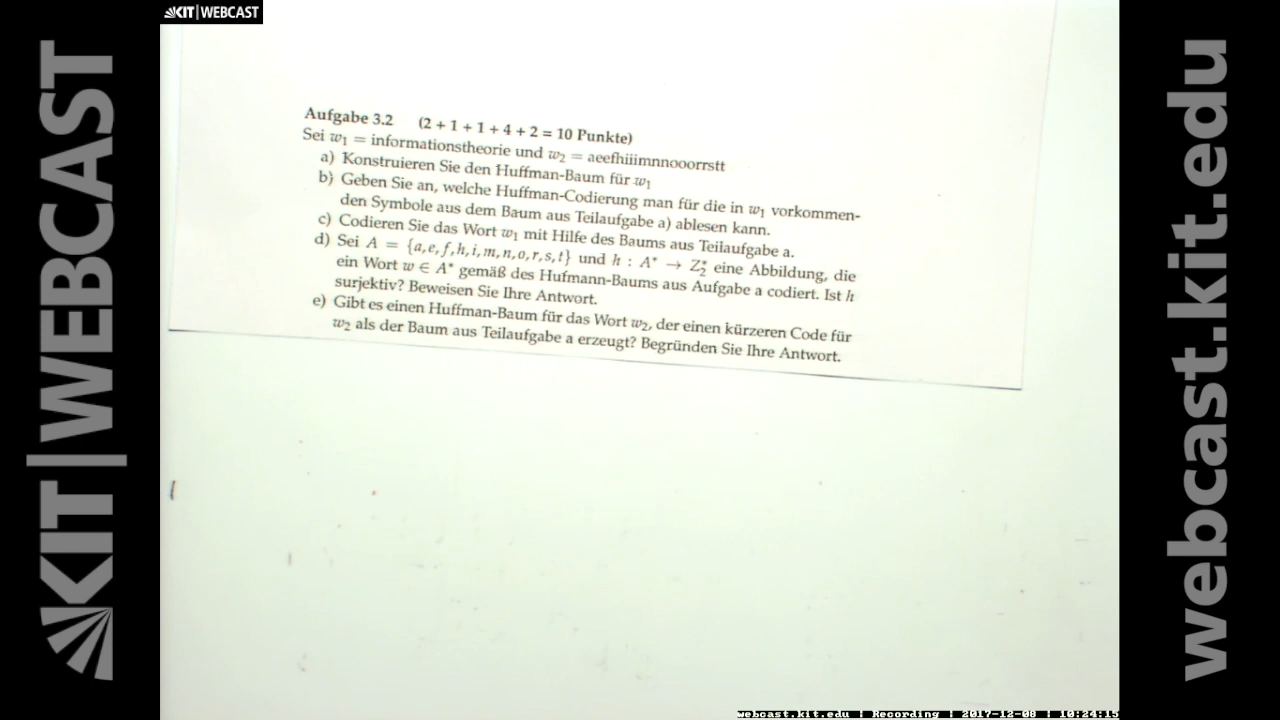 KIT|WEBCAST
Aufgabe 3.2 (2 + 1 + 1 + 4 + 2 = 10 Punkte)
Sei w₁ = informationstheorie und w₂ = aeefhiiimnnooorrstt
a) Konstruieren Sie den Huffman-Baum für w₁
b) Geben Sie an, welche Huffman-Codierung man für die in w₁ vorkommen-
den Symbole aus dem Baum aus Teilaufgabe a) ablesen kann.
c) Codieren Sie das Wort w₁ mit Hilfe des Baums aus Teilaufgabe a.
d) Sei A = {a, e, f, h, i, m, n, o, r, s, t} und h : A* → Z₂* eine Abbildung, die
ein Wort w ∈ A* gemäß des Hufmann-Baums aus Aufgabe a codiert. Ist h
surjektiv? Beweisen Sie Ihre Antwort.
e) Gibt es einen Huffman-Baum für das Wort w₂, der einen kürzeren Code für
w₂ als der Baum aus Teilaufgabe a erzeugt? Begründen Sie Ihre Antwort.
KIT|WEBCAST
webcast.kit.edu
webcast.kit.edu | Recording | 2017-12-08 | 10:24:15